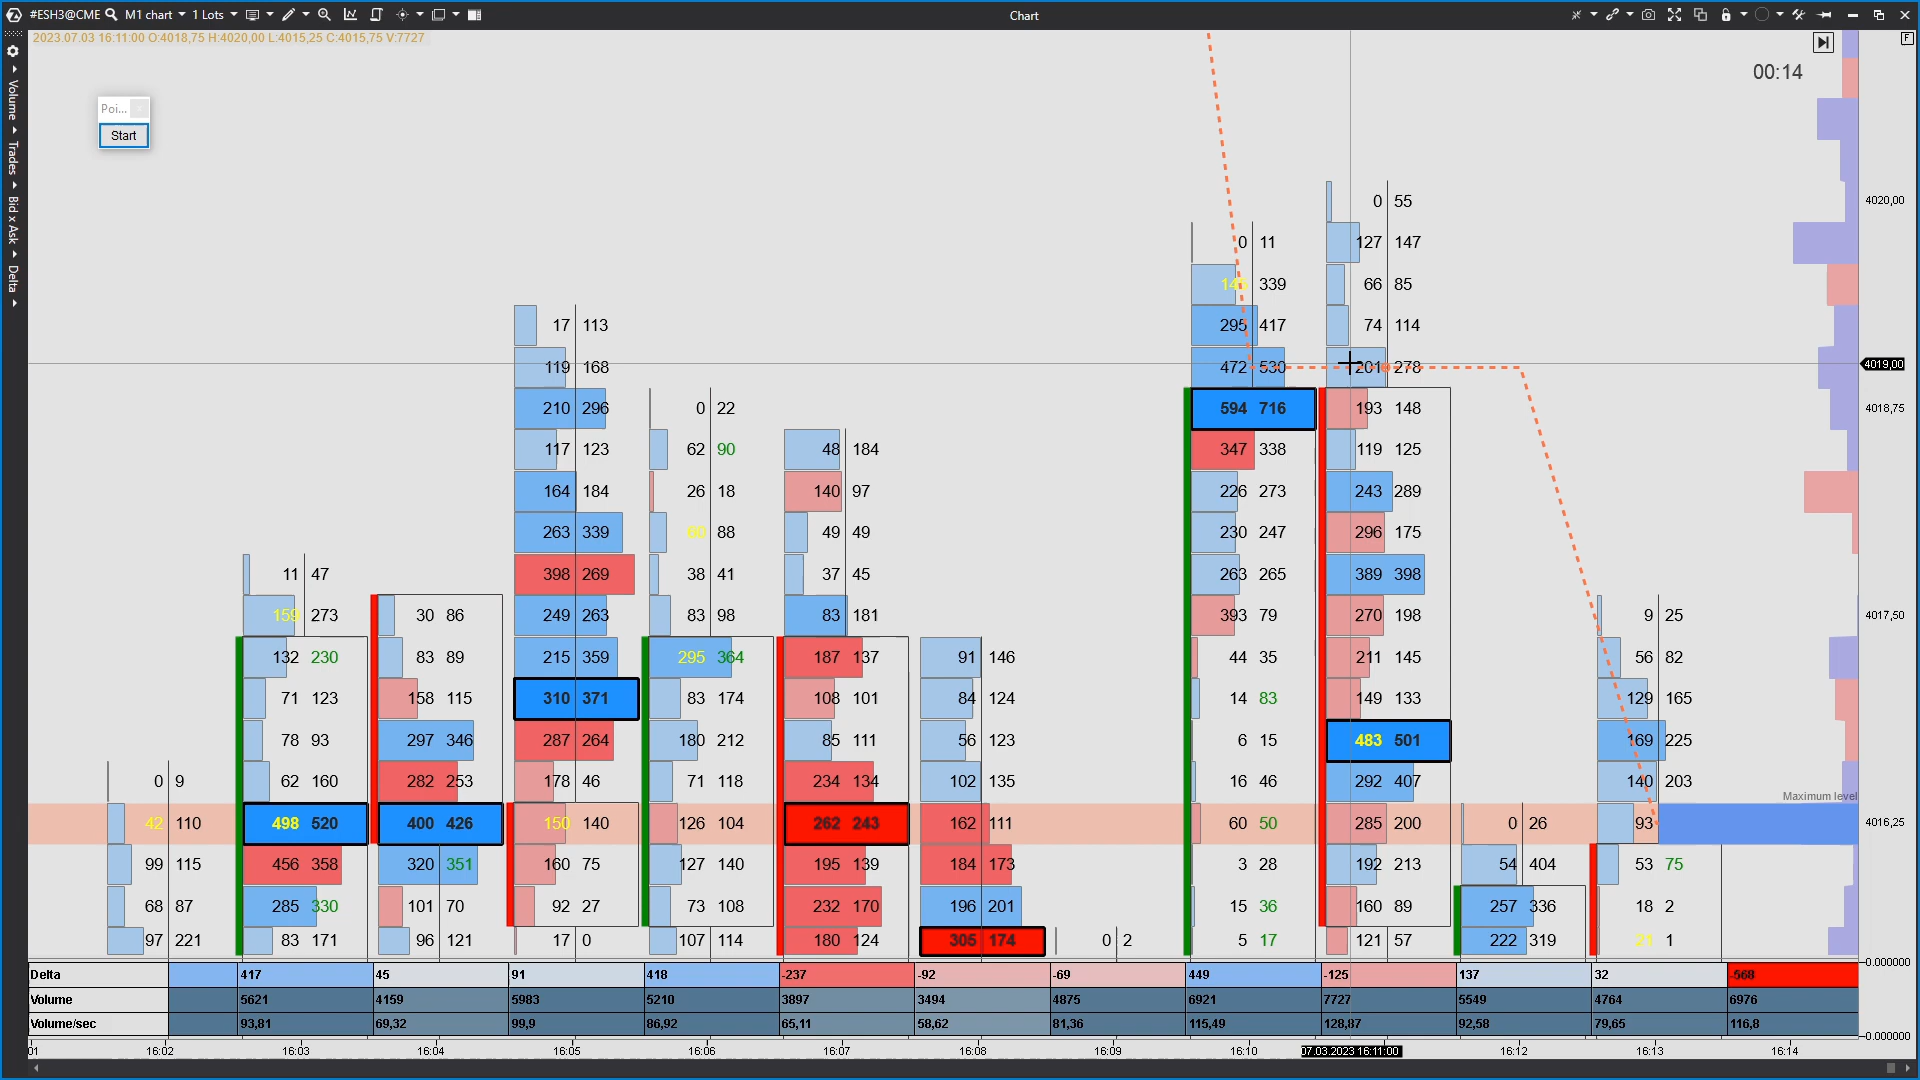 #ESH3@CME M1 chart 1 Lots Chart
2023.07.03 16:11:00 O:4018,75 H:4020,00 L:4015,25 C:4015,75 V:7727
F
00:14
Volume
Trades
Bid x Ask
Delta
Poi...
Start
0 55 4020,00
0 11 127 147
339 66 85
17 113 295 417 74 114
119 168 472 530 201 278 4019,00
210 296 0 22 594 716 193 148 4018,75
117 123 62 90 48 184 347 338 119 125
164 184 26 18 140 97 226 273 243 289
263 339 60 88 49 49 230 247 296 175
11 47 398 269 38 41 37 45 263 265 389 398
159 273 30 86 249 263 83 98 83 181 393 79 270 198 9 25 4017,50
132 230 83 89 215 359 295 364 187 137 91 146 44 35 211 145 56 82
71 123 158 115 310 371 83 174 108 101 84 124 14 83 149 133 129 165
78 93 297 346 287 264 180 212 85 111 56 123 6 15 483 501 169 225
0 9 62 160 282 253 178 46 71 118 234 134 102 135 16 46 292 407 140 203
Maximum level
42 110 498 520 400 426 150 140 126 104 262 243 162 111 60 50 285 200 0 26 93 4016,25
99 115 456 358 320 351 160 75 127 140 195 139 184 173 3 28 192 213 54 404 53 75
68 87 285 330 101 70 92 27 73 108 232 170 196 201 15 36 160 89 257 336 18 2
97 221 83 171 96 121 17 0 107 114 180 124 305 174 0 2 5 17 121 57 222 319 21 1
0.000000
Delta 417 45 91 418 -237 -92 -69 449 -125 137 32 -568
Volume 5621 4159 5983 5210 3897 3494 4875 6921 7727 5549 4764 6976
Volume/sec 93,81 69,32 99,9 86,92 65,11 58,62 81,36 115,49 128,87 92,58 79,65 116,8
0.000000
01 16:02 16:03 16:04 16:05 16:06 16:07 16:08 16:09 16:10 07.03.2023 16:11:00 16:12 16:13 16:14